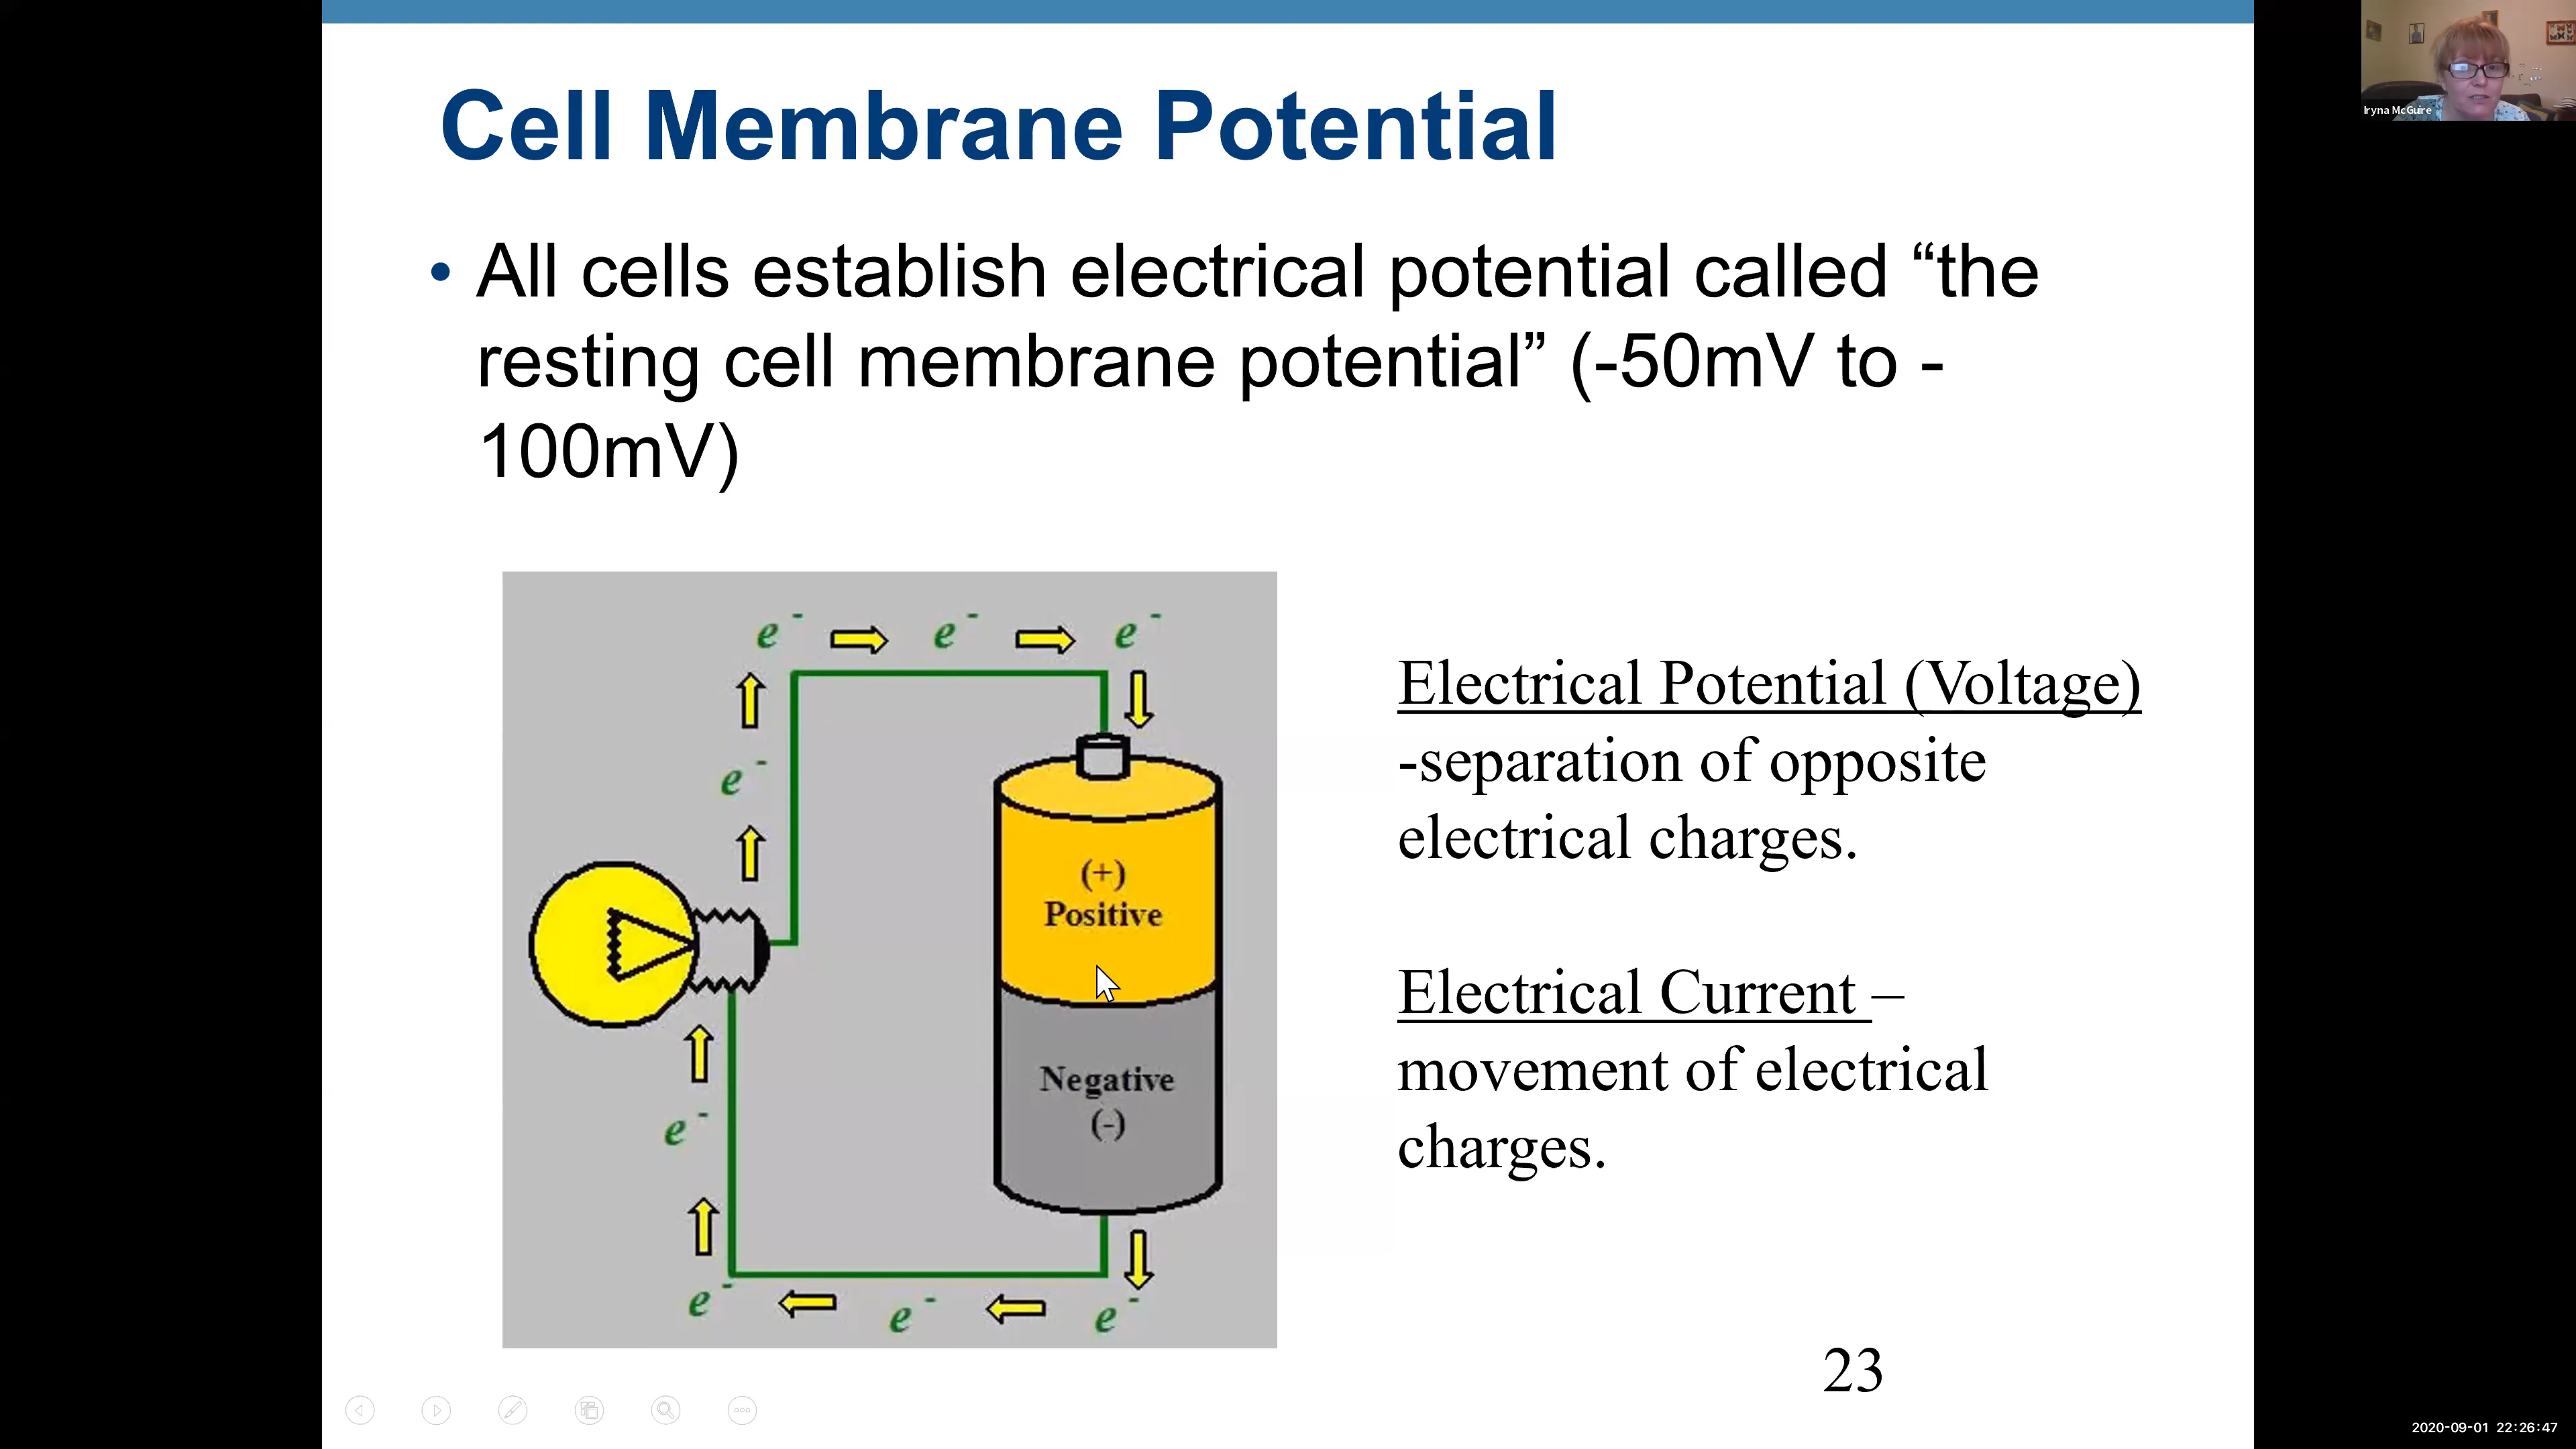 Cell Membrane Potential
• All cells establish electrical potential called “the
resting cell membrane potential” (-50mV to -
100mV)
e - e - e -
e -
(+)
Positive
Negative
(-)
e -
e - e - e -
Electrical Potential (Voltage)
-separation of opposite
electrical charges.
Electrical Current –
movement of electrical
charges.
23
Iryna McGuire
2020-09-01 22:26:47